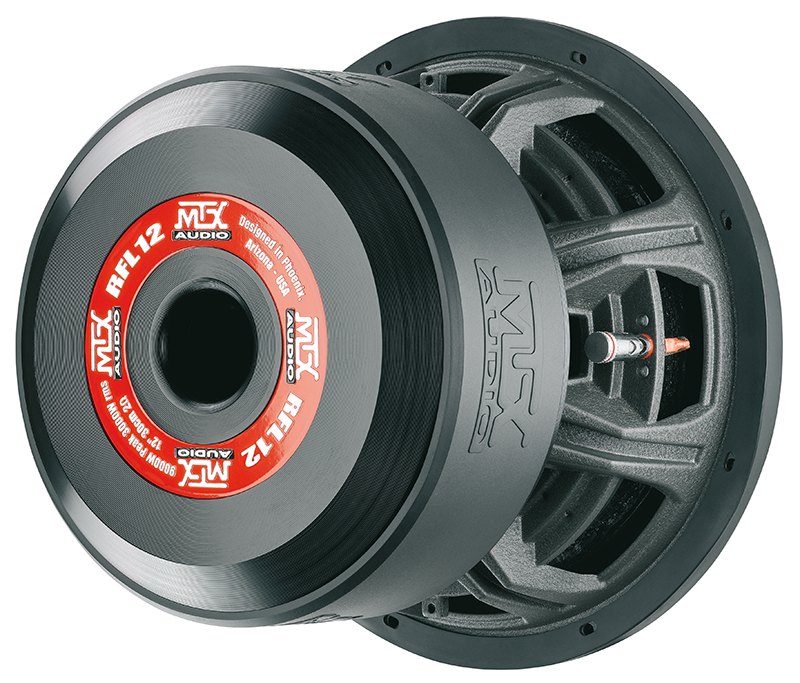 MTX
AUDIO
Designed in Phoenix,
Arizona - USA
MTX
AUDIO
RFL12
MTX
AUDIO
9000W Peak 3000W rms
12" 30cm 2Ω
MTX
AUDIO
RFL12
MTX
AUDIO